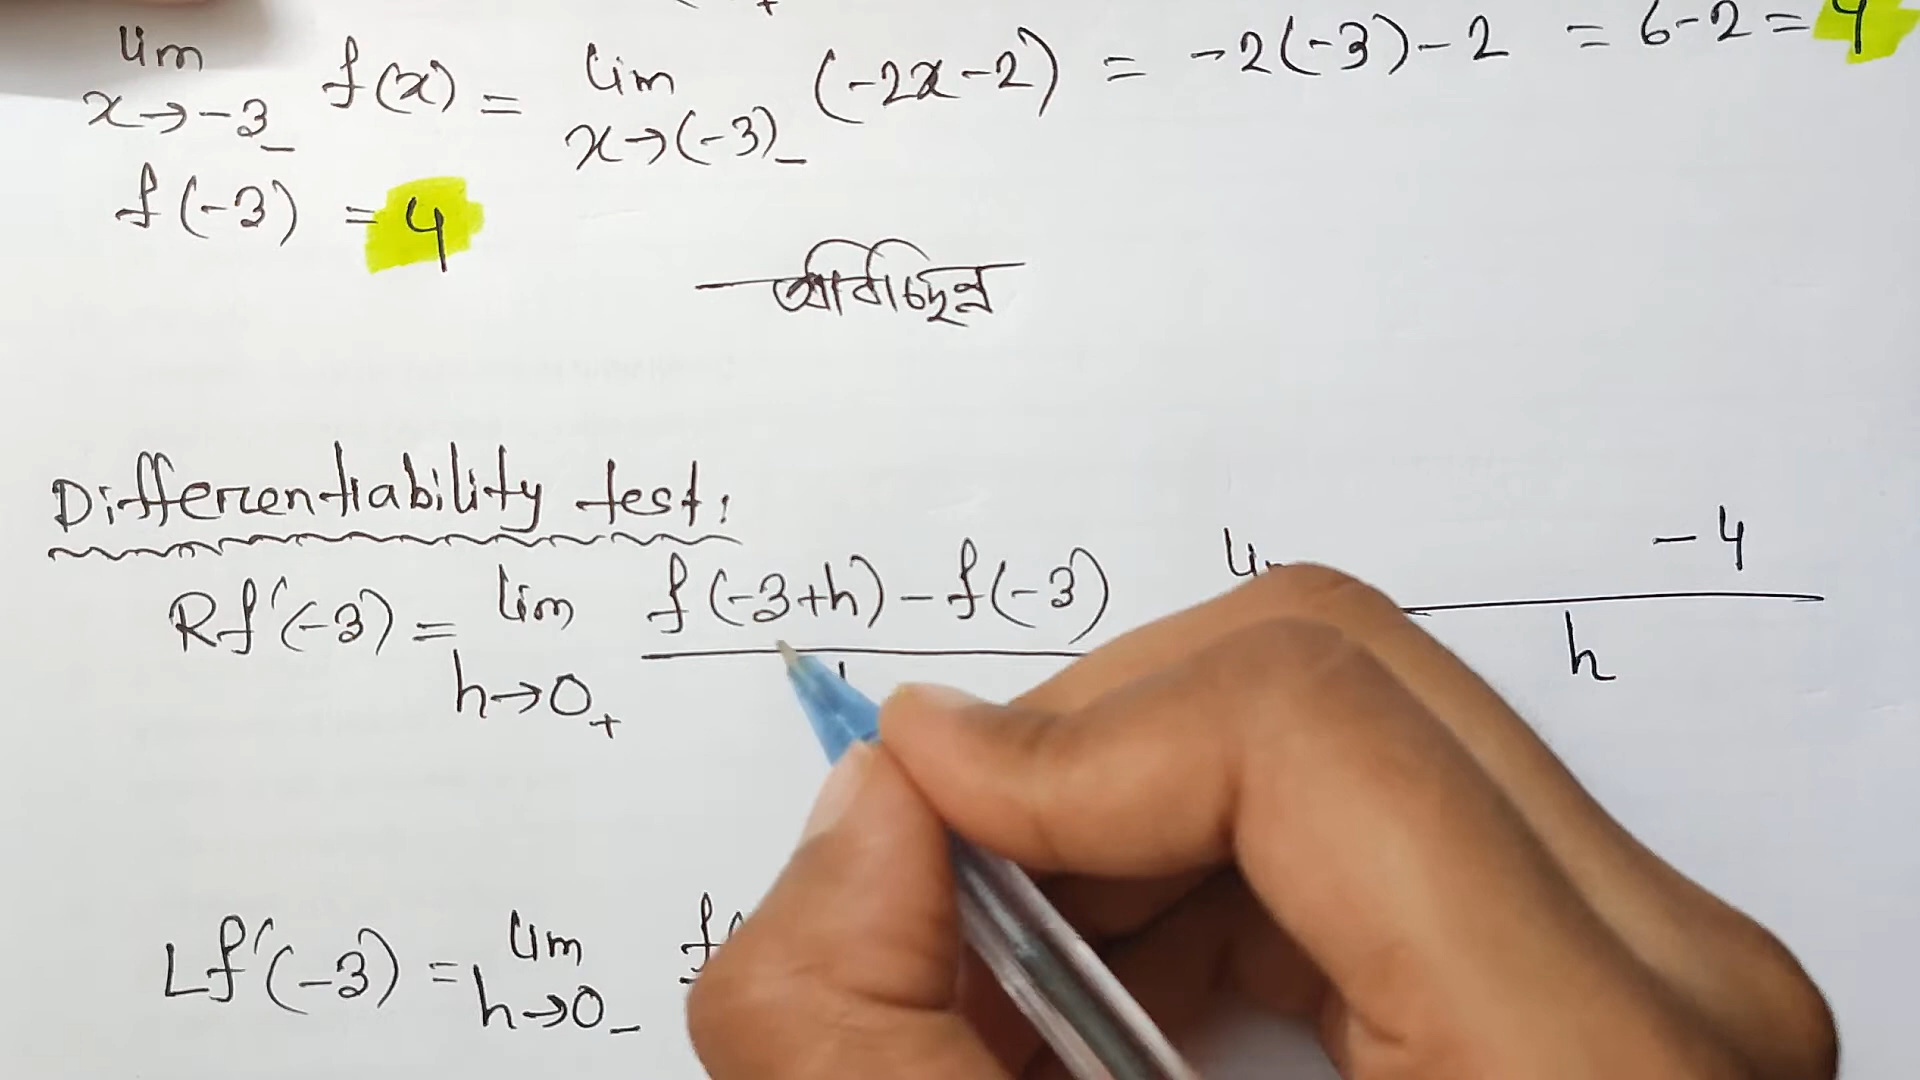 lim f(x) = lim (-2x-2) = -2(-3)-2 = 6-2 = 4
x→-3_ x→(-3)_
f(-3) = 4
অবিচ্ছিন্ন
Differentiability test:
Rf'(-3) = lim f(-3+h) - f(-3) lim -4
h→0+ h
Lf'(-3) = lim
h→0_